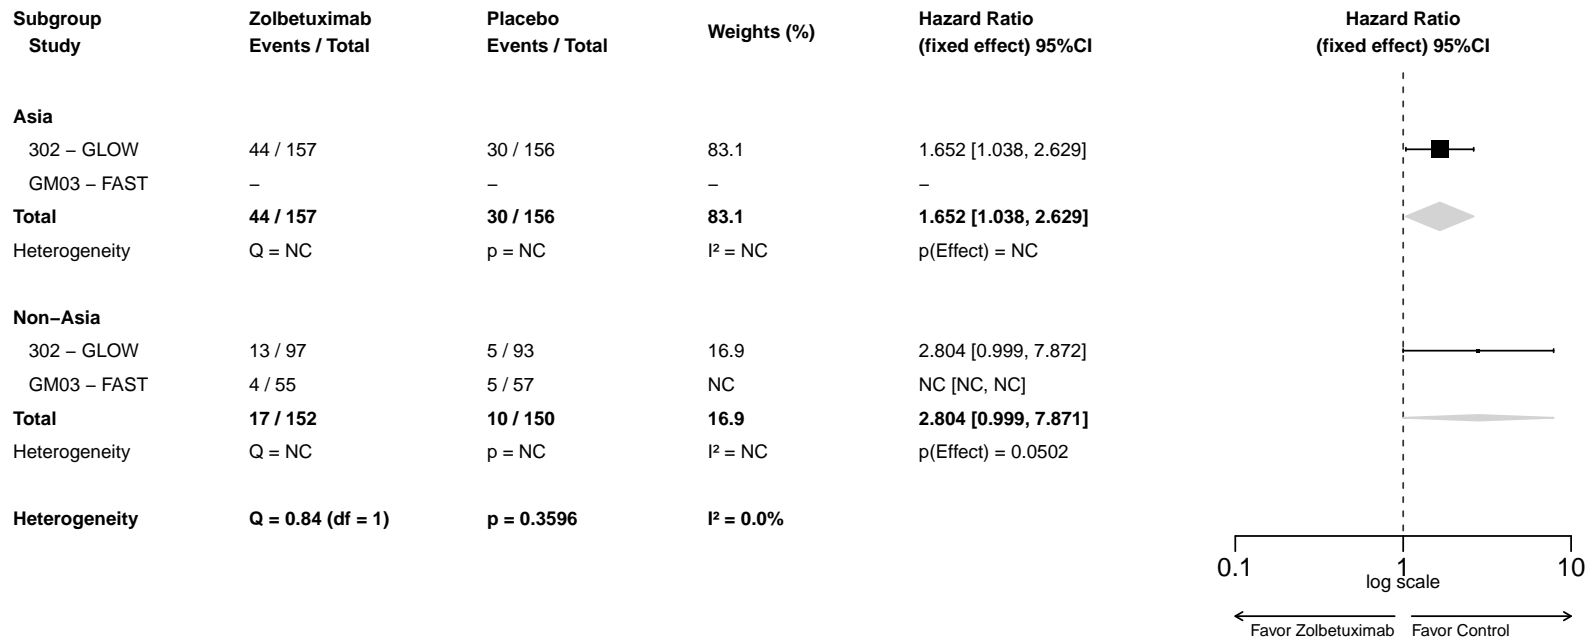 Subgroup Zolbetuximab Placebo Weights (%) Hazard Ratio Hazard Ratio
Study Events / Total Events / Total (fixed effect) 95%CI (fixed effect) 95%CI
Asia
302 − GLOW 44 / 157 30 / 156 83.1 1.652 [1.038, 2.629]
GM03 − FAST − − − −
Total 44 / 157 30 / 156 83.1 1.652 [1.038, 2.629]
Heterogeneity Q = NC p = NC I² = NC p(Effect) = NC
Non−Asia
302 − GLOW 13 / 97 5 / 93 16.9 2.804 [0.999, 7.872]
GM03 − FAST 4 / 55 5 / 57 NC NC [NC, NC]
Total 17 / 152 10 / 150 16.9 2.804 [0.999, 7.871]
Heterogeneity Q = NC p = NC I² = NC p(Effect) = 0.0502
Heterogeneity Q = 0.84 (df = 1) p = 0.3596 I² = 0.0%
0.1 1 10
log scale
Favor Zolbetuximab Favor Control